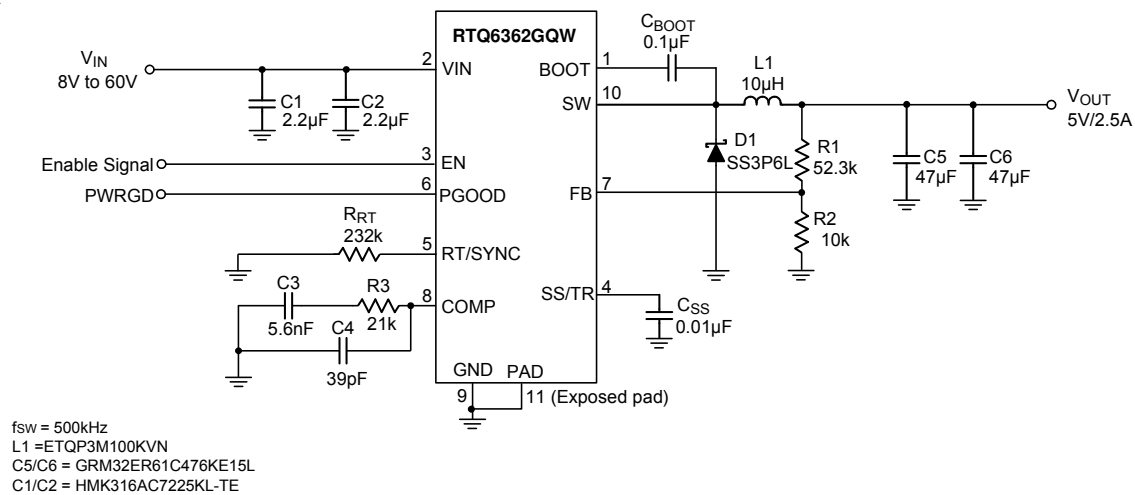 RTQ6362GQW
VIN
8V to 60V
2
VIN
C1
2.2µF
C2
2.2µF
Enable Signal
3
EN
PWRGD
6
PGOOD
RRT
232k
5
RT/SYNC
C3
5.6nF
R3
21k
8
COMP
C4
39pF
GND
PAD
9
11 (Exposed pad)
CBOOT
0.1µF
1
BOOT
10
SW
L1
10µH
VOUT
5V/2.5A
D1
SS3P6L
R1
52.3k
C5
47µF
C6
47µF
7
FB
R2
10k
4
SS/TR
CSS
0.01µF
fSW = 500kHz
L1 =ETQP3M100KVN
C5/C6 = GRM32ER61C476KE15L
C1/C2 = HMK316AC7225KL-TE